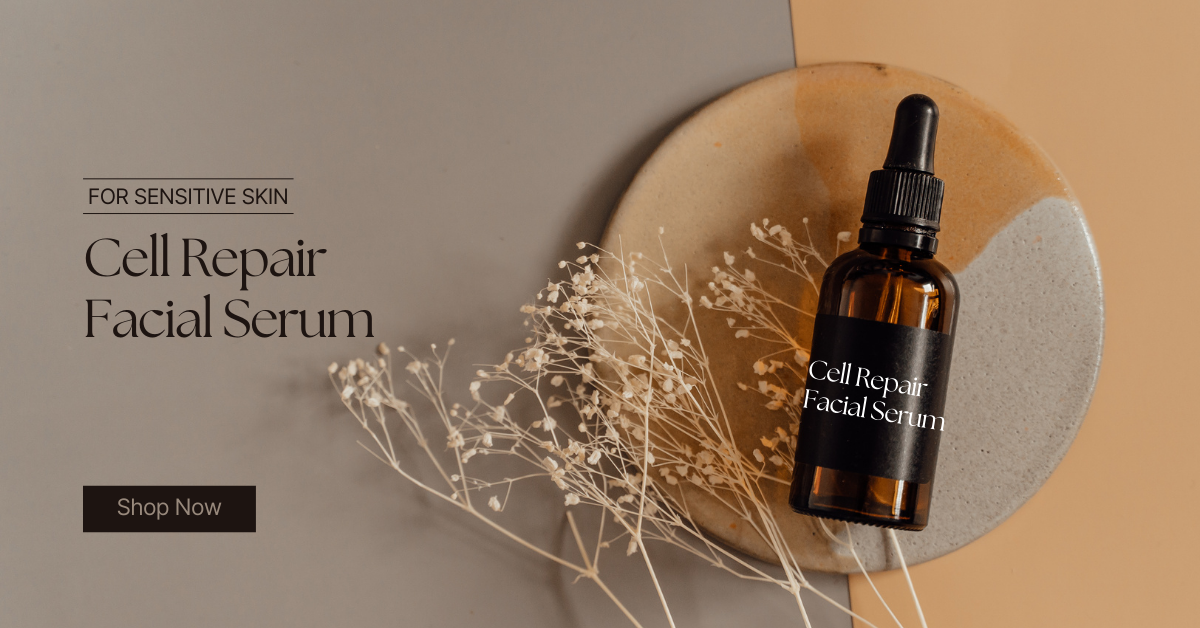 FOR SENSITIVE SKIN
Cell Repair
Facial Serum
Shop Now
Cell Repair
Facial Serum